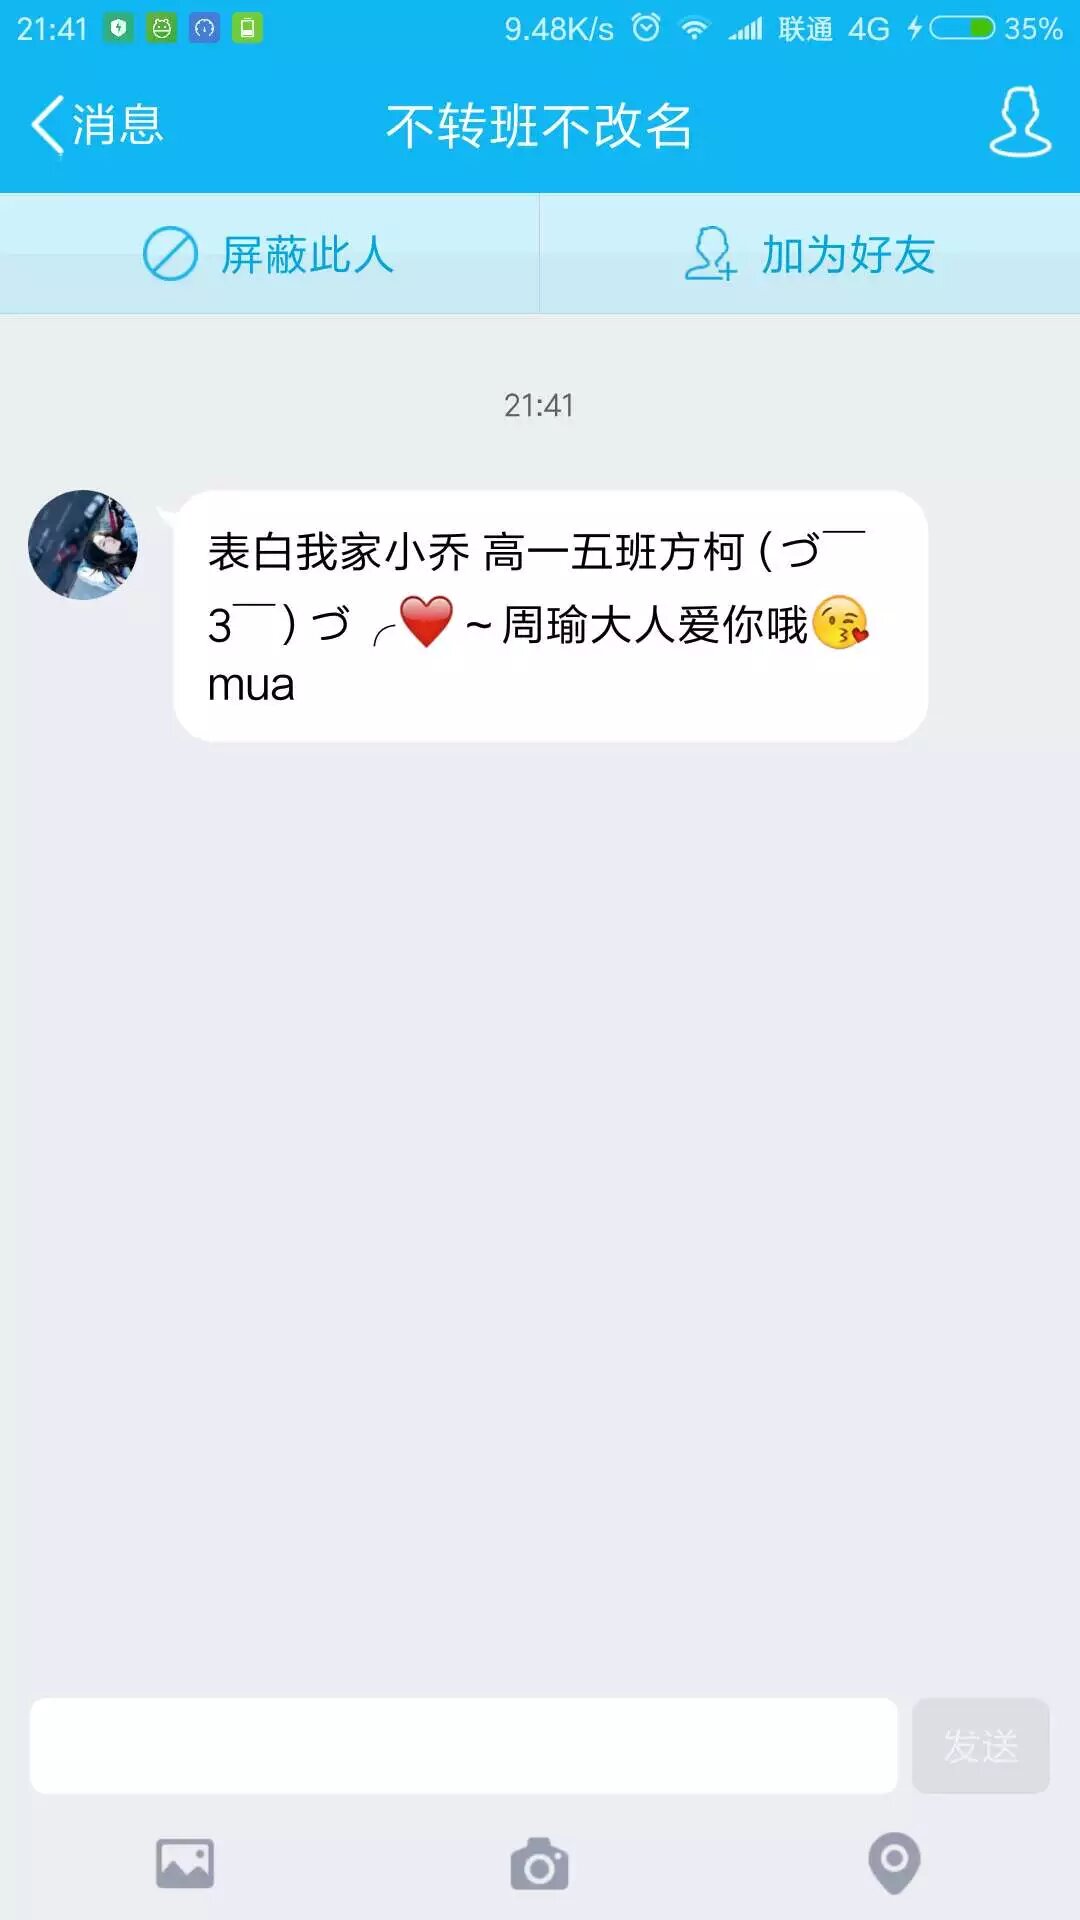 21:41 9.48K/s 联通 4G 35%
消息 不转班不改名
屏蔽此人 加为好友
21:41
表白我家小乔 高一五班方柯 (づ￣
3￣)づ╭❤️～周瑜大人爱你哦😘
mua
发送